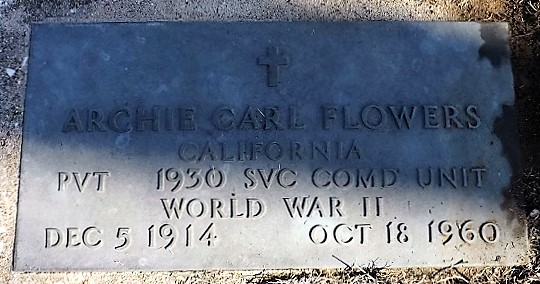 ARCHIE CARL FLOWERS
CALIFORNIA
PVT 1930 SVC COMD UNIT
WORLD WAR II
DEC 5 1914 OCT 18 1960